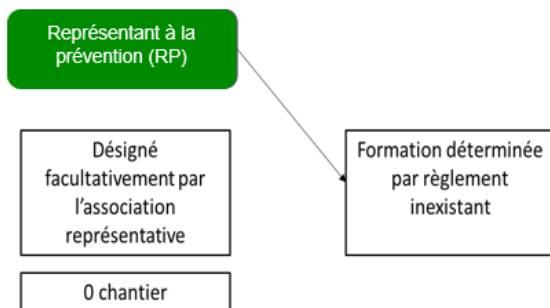 Représentant à la
prévention (RP)
Désigné
facultativement par
l'association
représentative
Formation déterminée
par règlement
inexistant
0 chantier